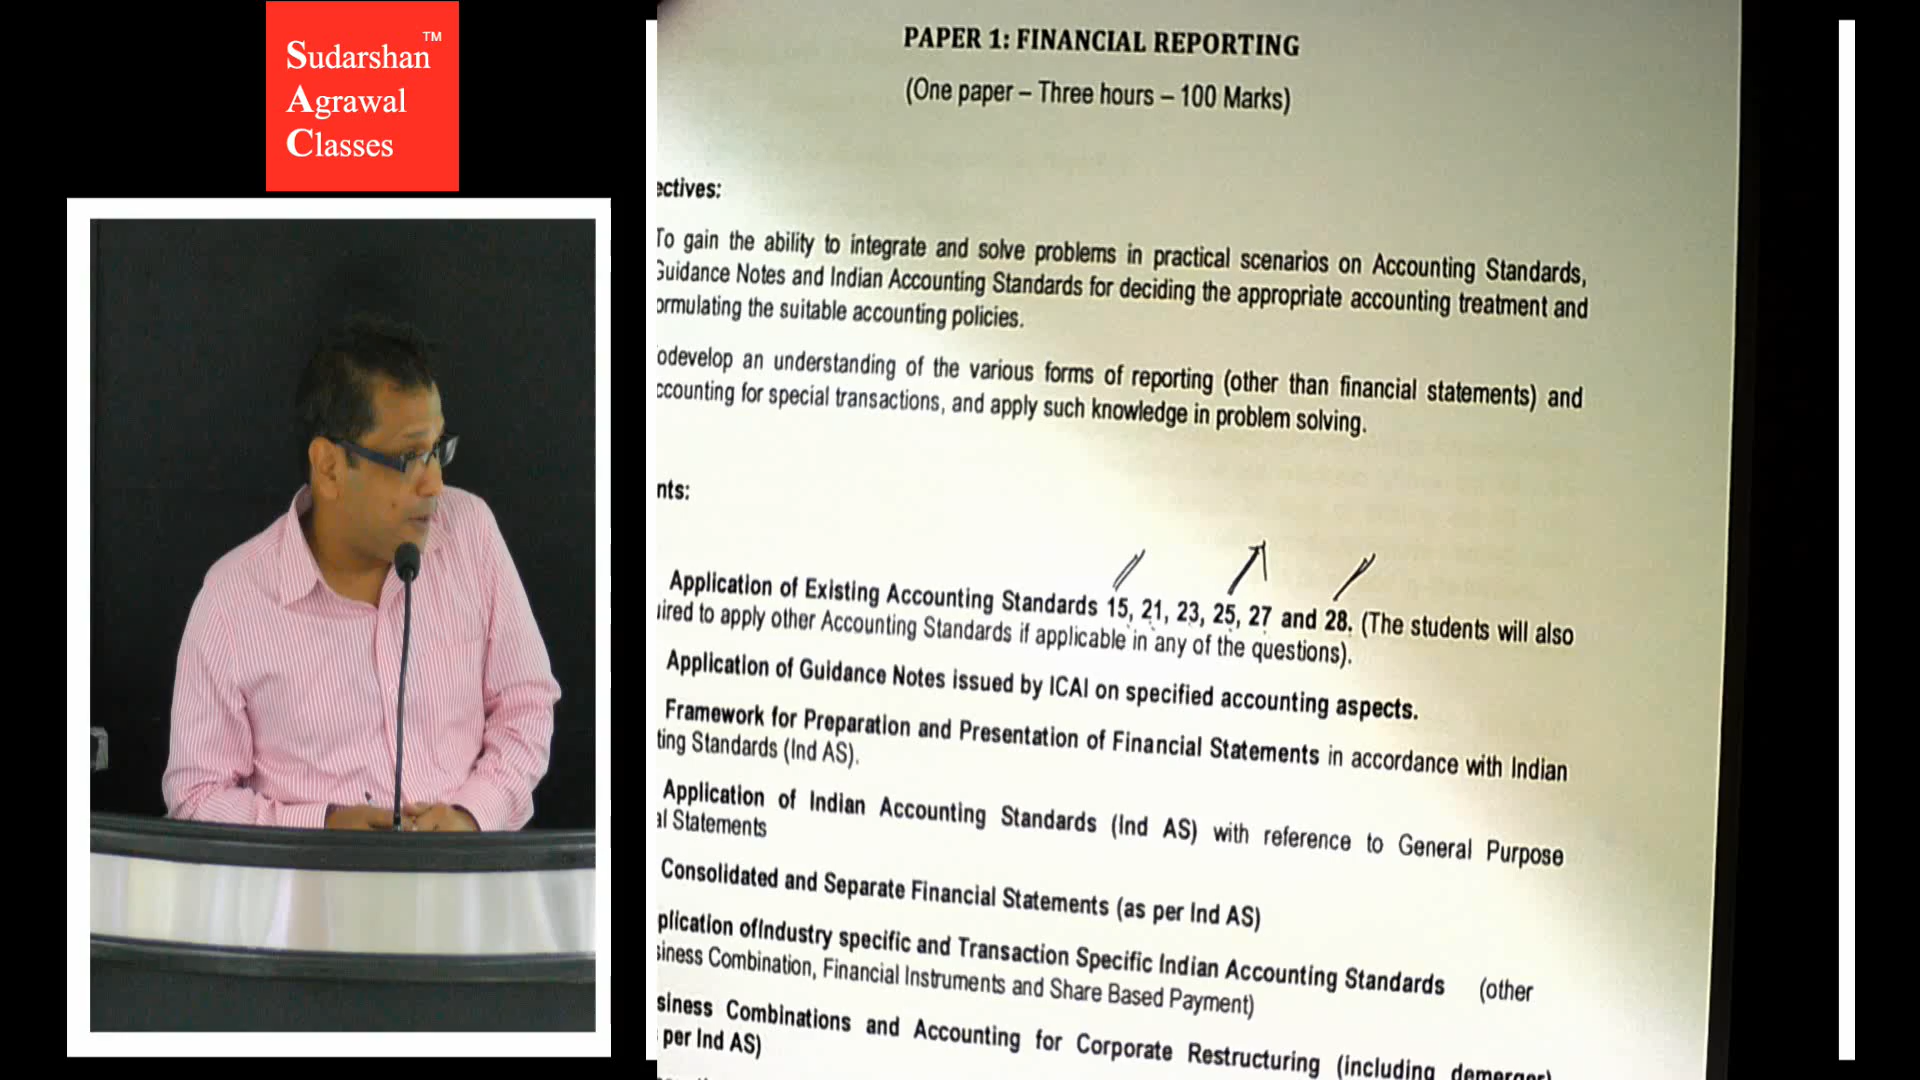 Sudarshan™
Agrawal
Classes
PAPER 1: FINANCIAL REPORTING
(One paper – Three hours – 100 Marks)
ectives:
To gain the ability to integrate and solve problems in practical scenarios on Accounting Standards,
Guidance Notes and Indian Accounting Standards for deciding the appropriate accounting treatment and
ormulating the suitable accounting policies.
odevelop an understanding of the various forms of reporting (other than financial statements) and
ccounting for special transactions, and apply such knowledge in problem solving.
nts:
Application of Existing Accounting Standards 15, 21, 23, 25, 27 and 28. (The students will also
ired to apply other Accounting Standards if applicable in any of the questions).
Application of Guidance Notes issued by ICAI on specified accounting aspects.
Framework for Preparation and Presentation of Financial Statements in accordance with Indian
ting Standards (Ind AS).
Application of Indian Accounting Standards (Ind AS) with reference to General Purpose
al Statements
Consolidated and Separate Financial Statements (as per Ind AS)
plication ofIndustry specific and Transaction Specific Indian Accounting Standards (other
siness Combination, Financial Instruments and Share Based Payment)
siness Combinations and Accounting for Corporate Restructuring (including demerger)
per Ind AS)